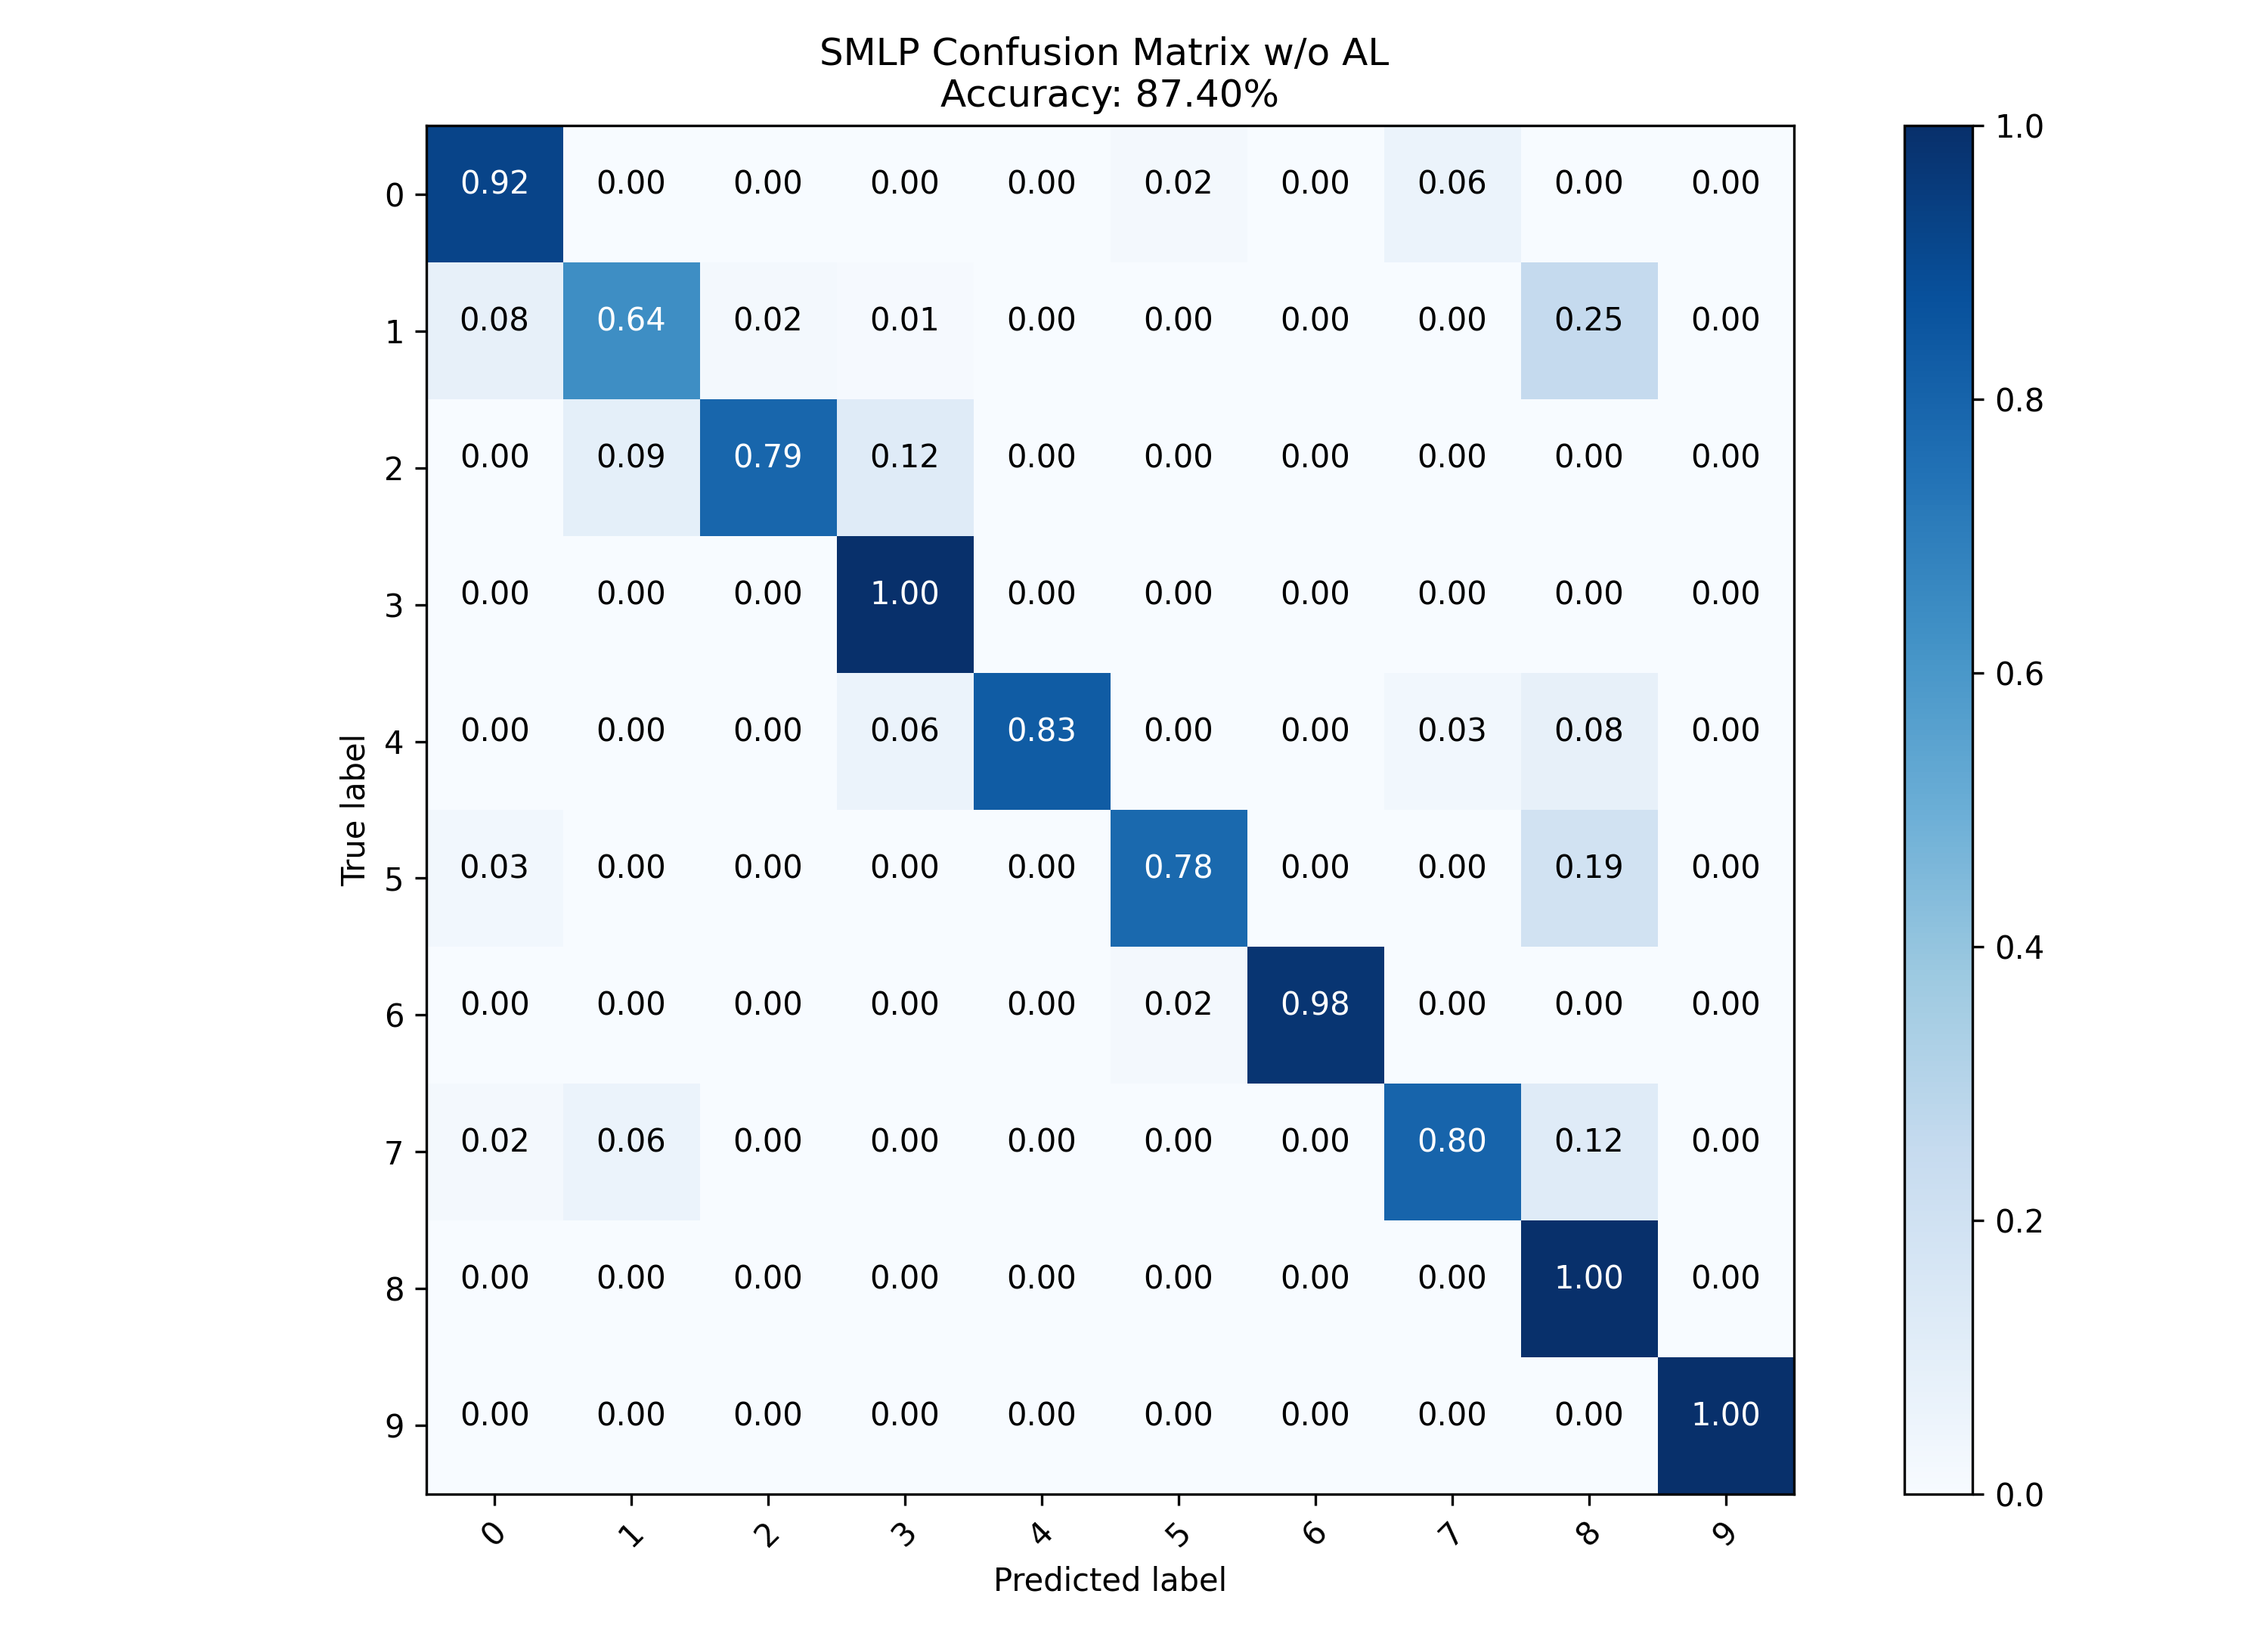 SMLP Confusion Matrix w/o AL
Accuracy: 87.40%
True label
0 0.92 0.00 0.00 0.00 0.00 0.02 0.00 0.06 0.00 0.00
1 0.08 0.64 0.02 0.01 0.00 0.00 0.00 0.00 0.25 0.00
2 0.00 0.09 0.79 0.12 0.00 0.00 0.00 0.00 0.00 0.00
3 0.00 0.00 0.00 1.00 0.00 0.00 0.00 0.00 0.00 0.00
4 0.00 0.00 0.00 0.06 0.83 0.00 0.00 0.03 0.08 0.00
5 0.03 0.00 0.00 0.00 0.00 0.78 0.00 0.00 0.19 0.00
6 0.00 0.00 0.00 0.00 0.00 0.02 0.98 0.00 0.00 0.00
7 0.02 0.06 0.00 0.00 0.00 0.00 0.00 0.80 0.12 0.00
8 0.00 0.00 0.00 0.00 0.00 0.00 0.00 0.00 1.00 0.00
9 0.00 0.00 0.00 0.00 0.00 0.00 0.00 0.00 0.00 1.00
0 1 2 3 4 5 6 7 8 9
Predicted label
1.0
0.8
0.6
0.4
0.2
0.0